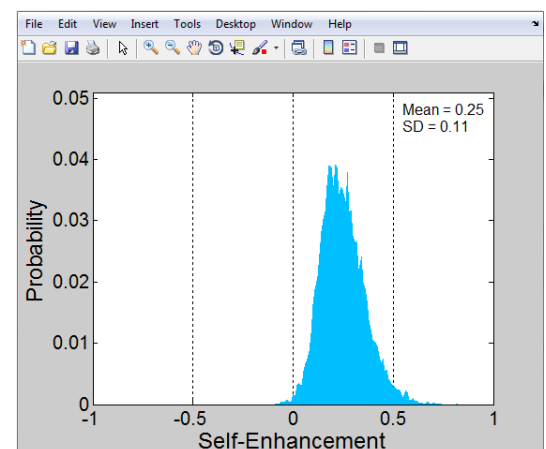 File Edit View Insert Tools Desktop Window Help
0.05
Mean = 0.25
SD = 0.11
0.04
0.03
Probability
0.02
0.01
0
-1 -0.5 0 0.5 1
Self-Enhancement